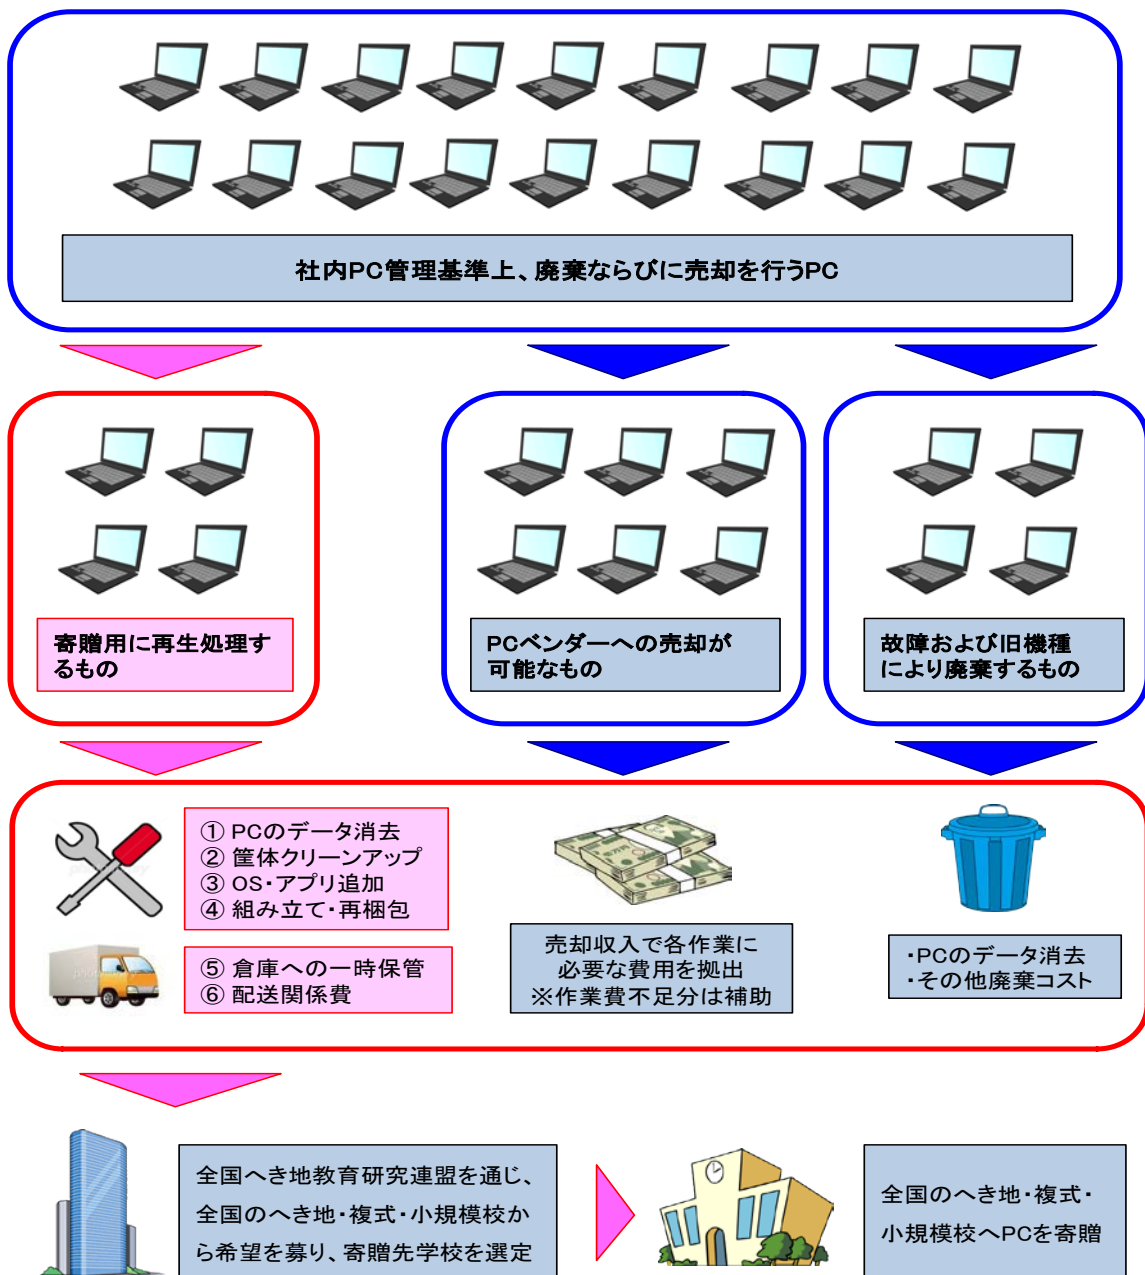 社内PC管理基準上、廃棄ならびに売却を行うPC
寄贈用に再生処理す
るもの
PCベンダーへの売却が
可能なもの
故障および旧機種
により廃棄するもの
① PCのデータ消去
② 筐体クリーンアップ
③ OS・アプリ追加
④ 組み立て・再梱包
⑤ 倉庫への一時保管
⑥ 配送関係費
売却収入で各作業に
必要な費用を拠出
※作業費不足分は補助
・PCのデータ消去
・その他廃棄コスト
全国へき地教育研究連盟を通じ、
全国のへき地・複式・小規模校か
ら希望を募り、寄贈先学校を選定
全国のへき地・複式・
小規模校へPCを寄贈